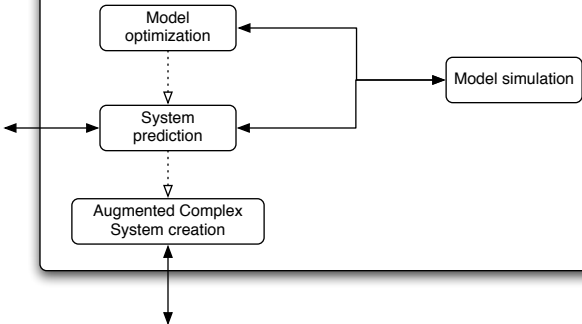 Model
optimization
Model simulation
System
prediction
Augmented Complex
System creation